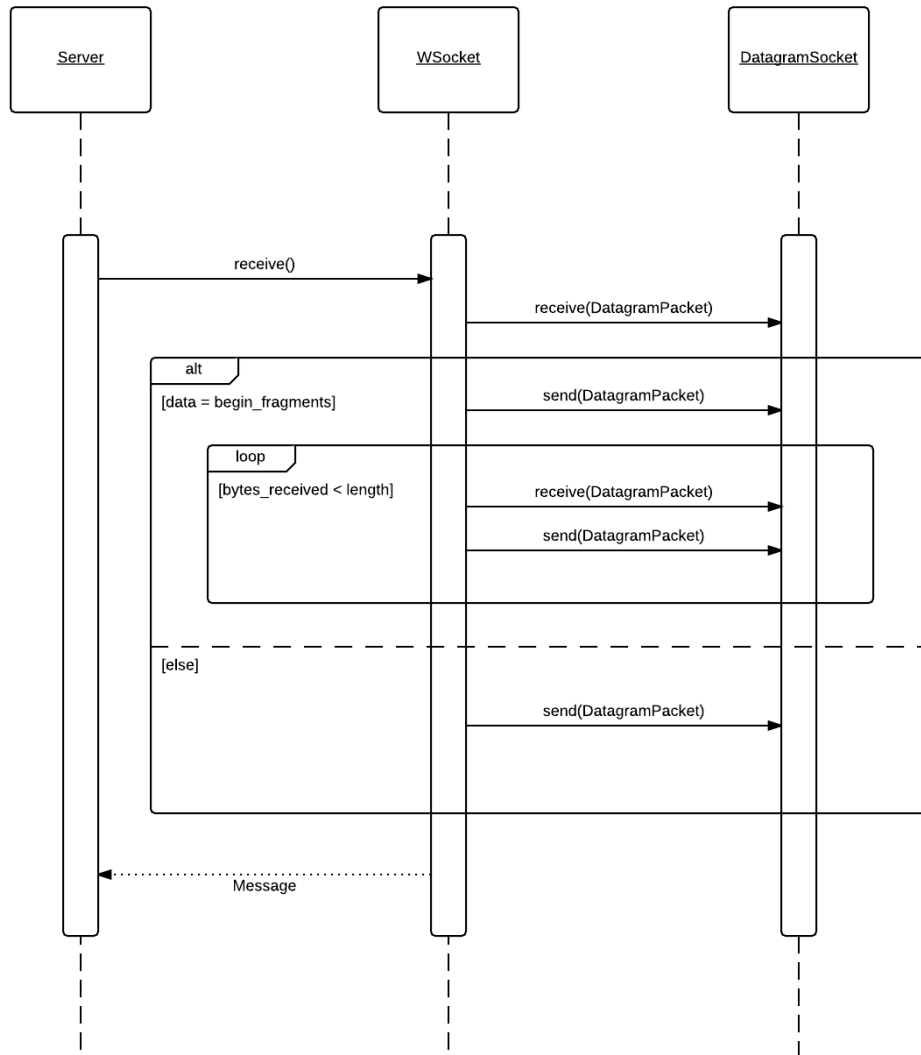 Server
WSocket
DatagramSocket
receive()
receive(DatagramPacket)
alt
[data = begin_fragments]
send(DatagramPacket)
loop
[bytes_received < length]
receive(DatagramPacket)
send(DatagramPacket)
[else]
send(DatagramPacket)
Message